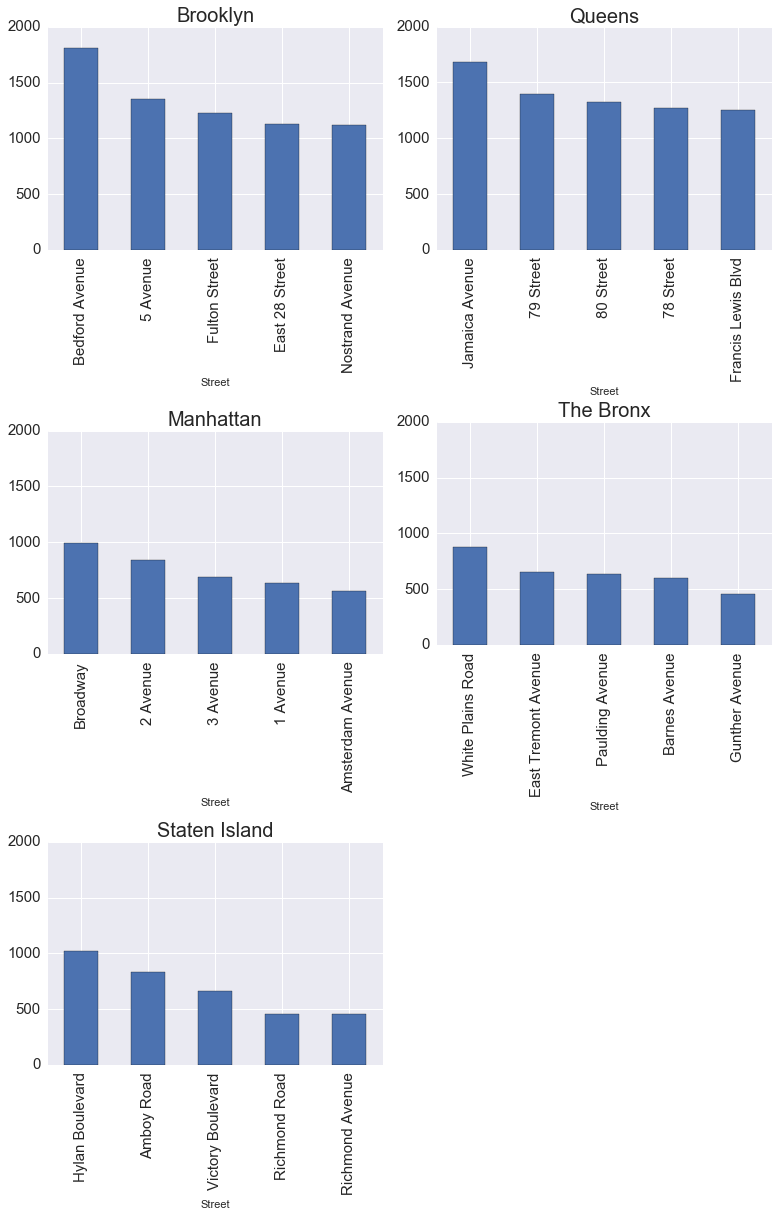 Brooklyn
2000
1500
1000
500
0
Bedford Avenue
5 Avenue
Fulton Street
East 28 Street
Nostrand Avenue
Street
Queens
2000
1500
1000
500
0
Jamaica Avenue
79 Street
80 Street
78 Street
Francis Lewis Blvd
Street
Manhattan
2000
1500
1000
500
0
Broadway
2 Avenue
3 Avenue
1 Avenue
Amsterdam Avenue
Street
The Bronx
2000
1500
1000
500
0
White Plains Road
East Tremont Avenue
Paulding Avenue
Barnes Avenue
Gunther Avenue
Street
Staten Island
2000
1500
1000
500
0
Hylan Boulevard
Amboy Road
Victory Boulevard
Richmond Road
Richmond Avenue
Street